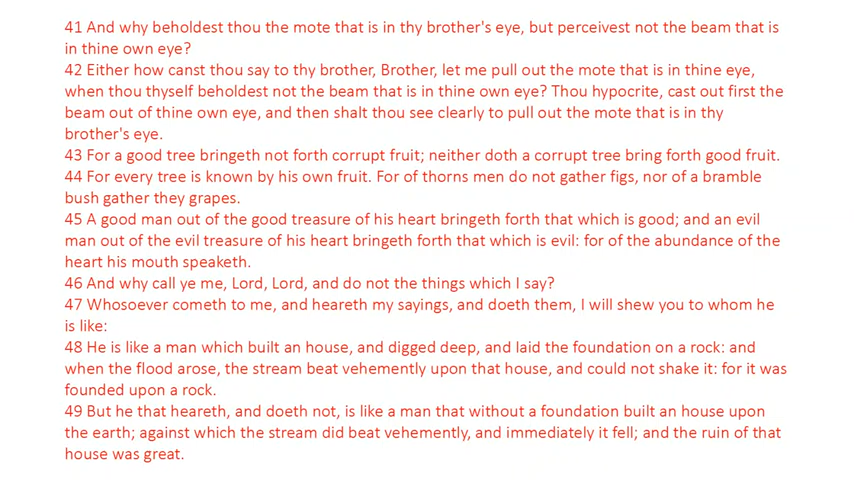 41 And why beholdest thou the mote that is in thy brother's eye, but perceivest not the beam that is
in thine own eye?
42 Either how canst thou say to thy brother, Brother, let me pull out the mote that is in thine eye,
when thou thyself beholdest not the beam that is in thine own eye? Thou hypocrite, cast out first the
beam out of thine own eye, and then shalt thou see clearly to pull out the mote that is in thy
brother's eye.
43 For a good tree bringeth not forth corrupt fruit; neither doth a corrupt tree bring forth good fruit.
44 For every tree is known by his own fruit. For of thorns men do not gather figs, nor of a bramble
bush gather they grapes.
45 A good man out of the good treasure of his heart bringeth forth that which is good; and an evil
man out of the evil treasure of his heart bringeth forth that which is evil: for of the abundance of the
heart his mouth speaketh.
46 And why call ye me, Lord, Lord, and do not the things which I say?
47 Whosoever cometh to me, and heareth my sayings, and doeth them, I will shew you to whom he
is like:
48 He is like a man which built an house, and digged deep, and laid the foundation on a rock: and
when the flood arose, the stream beat vehemently upon that house, and could not shake it: for it was
founded upon a rock.
49 But he that heareth, and doeth not, is like a man that without a foundation built an house upon
the earth; against which the stream did beat vehemently, and immediately it fell; and the ruin of that
house was great.